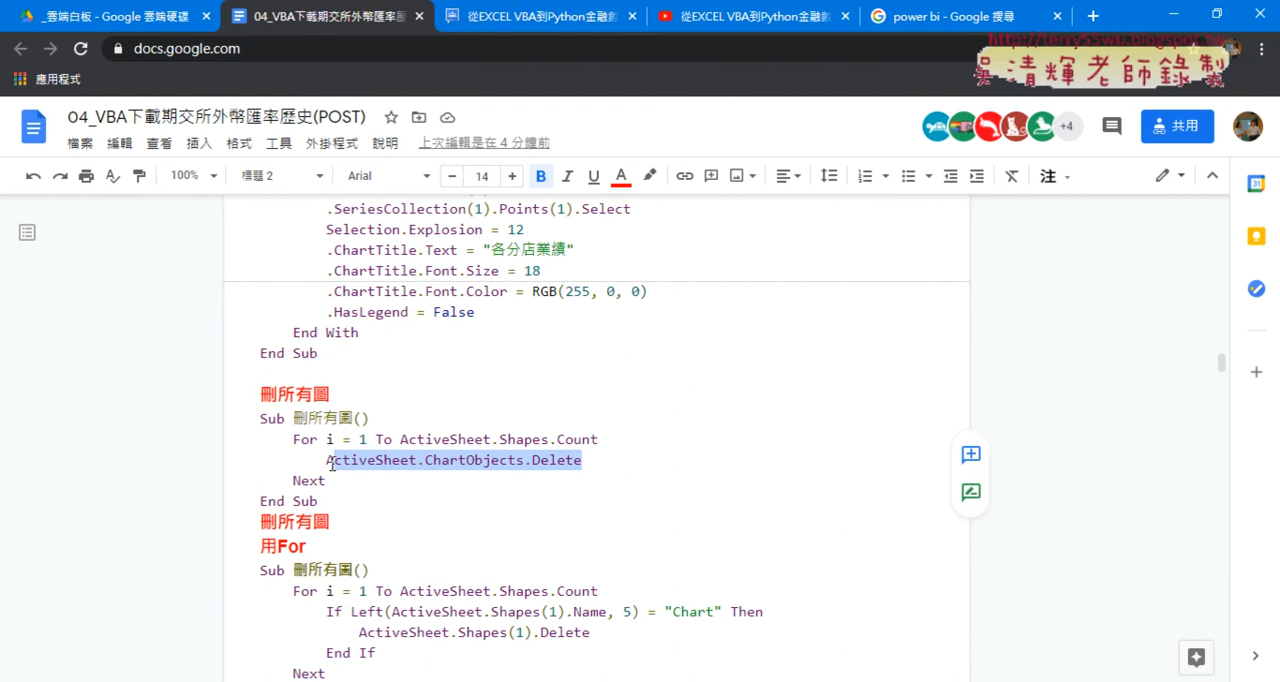 _雲端白板 - Google 雲端硬碟
04_VBA下載期交所外幣匯率歷
從EXCEL VBA到Python金融
從EXCEL VBA到Python金融
power bi - Google 搜尋
docs.google.com
http://terry55wu.blogspot.tw
吳清輝老師錄製
應用程式
04_VBA下載期交所外幣匯率歷史(POST)
+4
共用
檔案 編輯 查看 插入 格式 工具 外掛程式 說明 上次編輯是在 4 分鐘前
100% 標題 2 Arial 14 B I U A 注
31
.SeriesCollection(1).Points(1).Select
Selection.Explosion = 12
.ChartTitle.Text = "各分店業績"
.ChartTitle.Font.Size = 18
.ChartTitle.Font.Color = RGB(255, 0, 0)
.HasLegend = False
End With
End Sub
刪所有圖
Sub 刪所有圖()
For i = 1 To ActiveSheet.Shapes.Count
ActiveSheet.ChartObjects.Delete
Next
End Sub
刪所有圖
用For
Sub 刪所有圖()
For i = 1 To ActiveSheet.Shapes.Count
If Left(ActiveSheet.Shapes(1).Name, 5) = "Chart" Then
ActiveSheet.Shapes(1).Delete
End If
Next